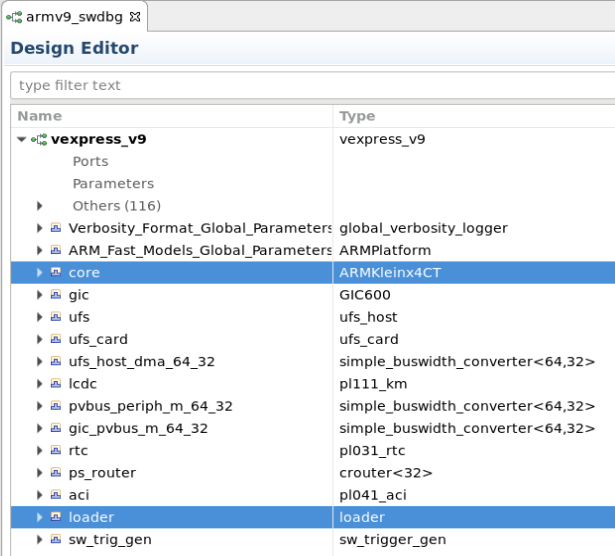 armv9_swdbg
Design Editor
type filter text
Name Type
vexpress_v9 vexpress_v9
Ports
Parameters
Others (116)
Verbosity_Format_Global_Parameters global_verbosity_logger
ARM_Fast_Models_Global_Parameters ARMPlatform
core ARMKleinx4CT
gic GIC600
ufs ufs_host
ufs_card ufs_card
ufs_host_dma_64_32 simple_buswidth_converter<64,32>
lcdc pl111_km
pvbus_periph_m_64_32 simple_buswidth_converter<64,32>
gic_pvbus_m_64_32 simple_buswidth_converter<64,32>
rtc pl031_rtc
ps_router crouter<32>
aci pl041_aci
loader loader
sw_trig_gen sw_trigger_gen